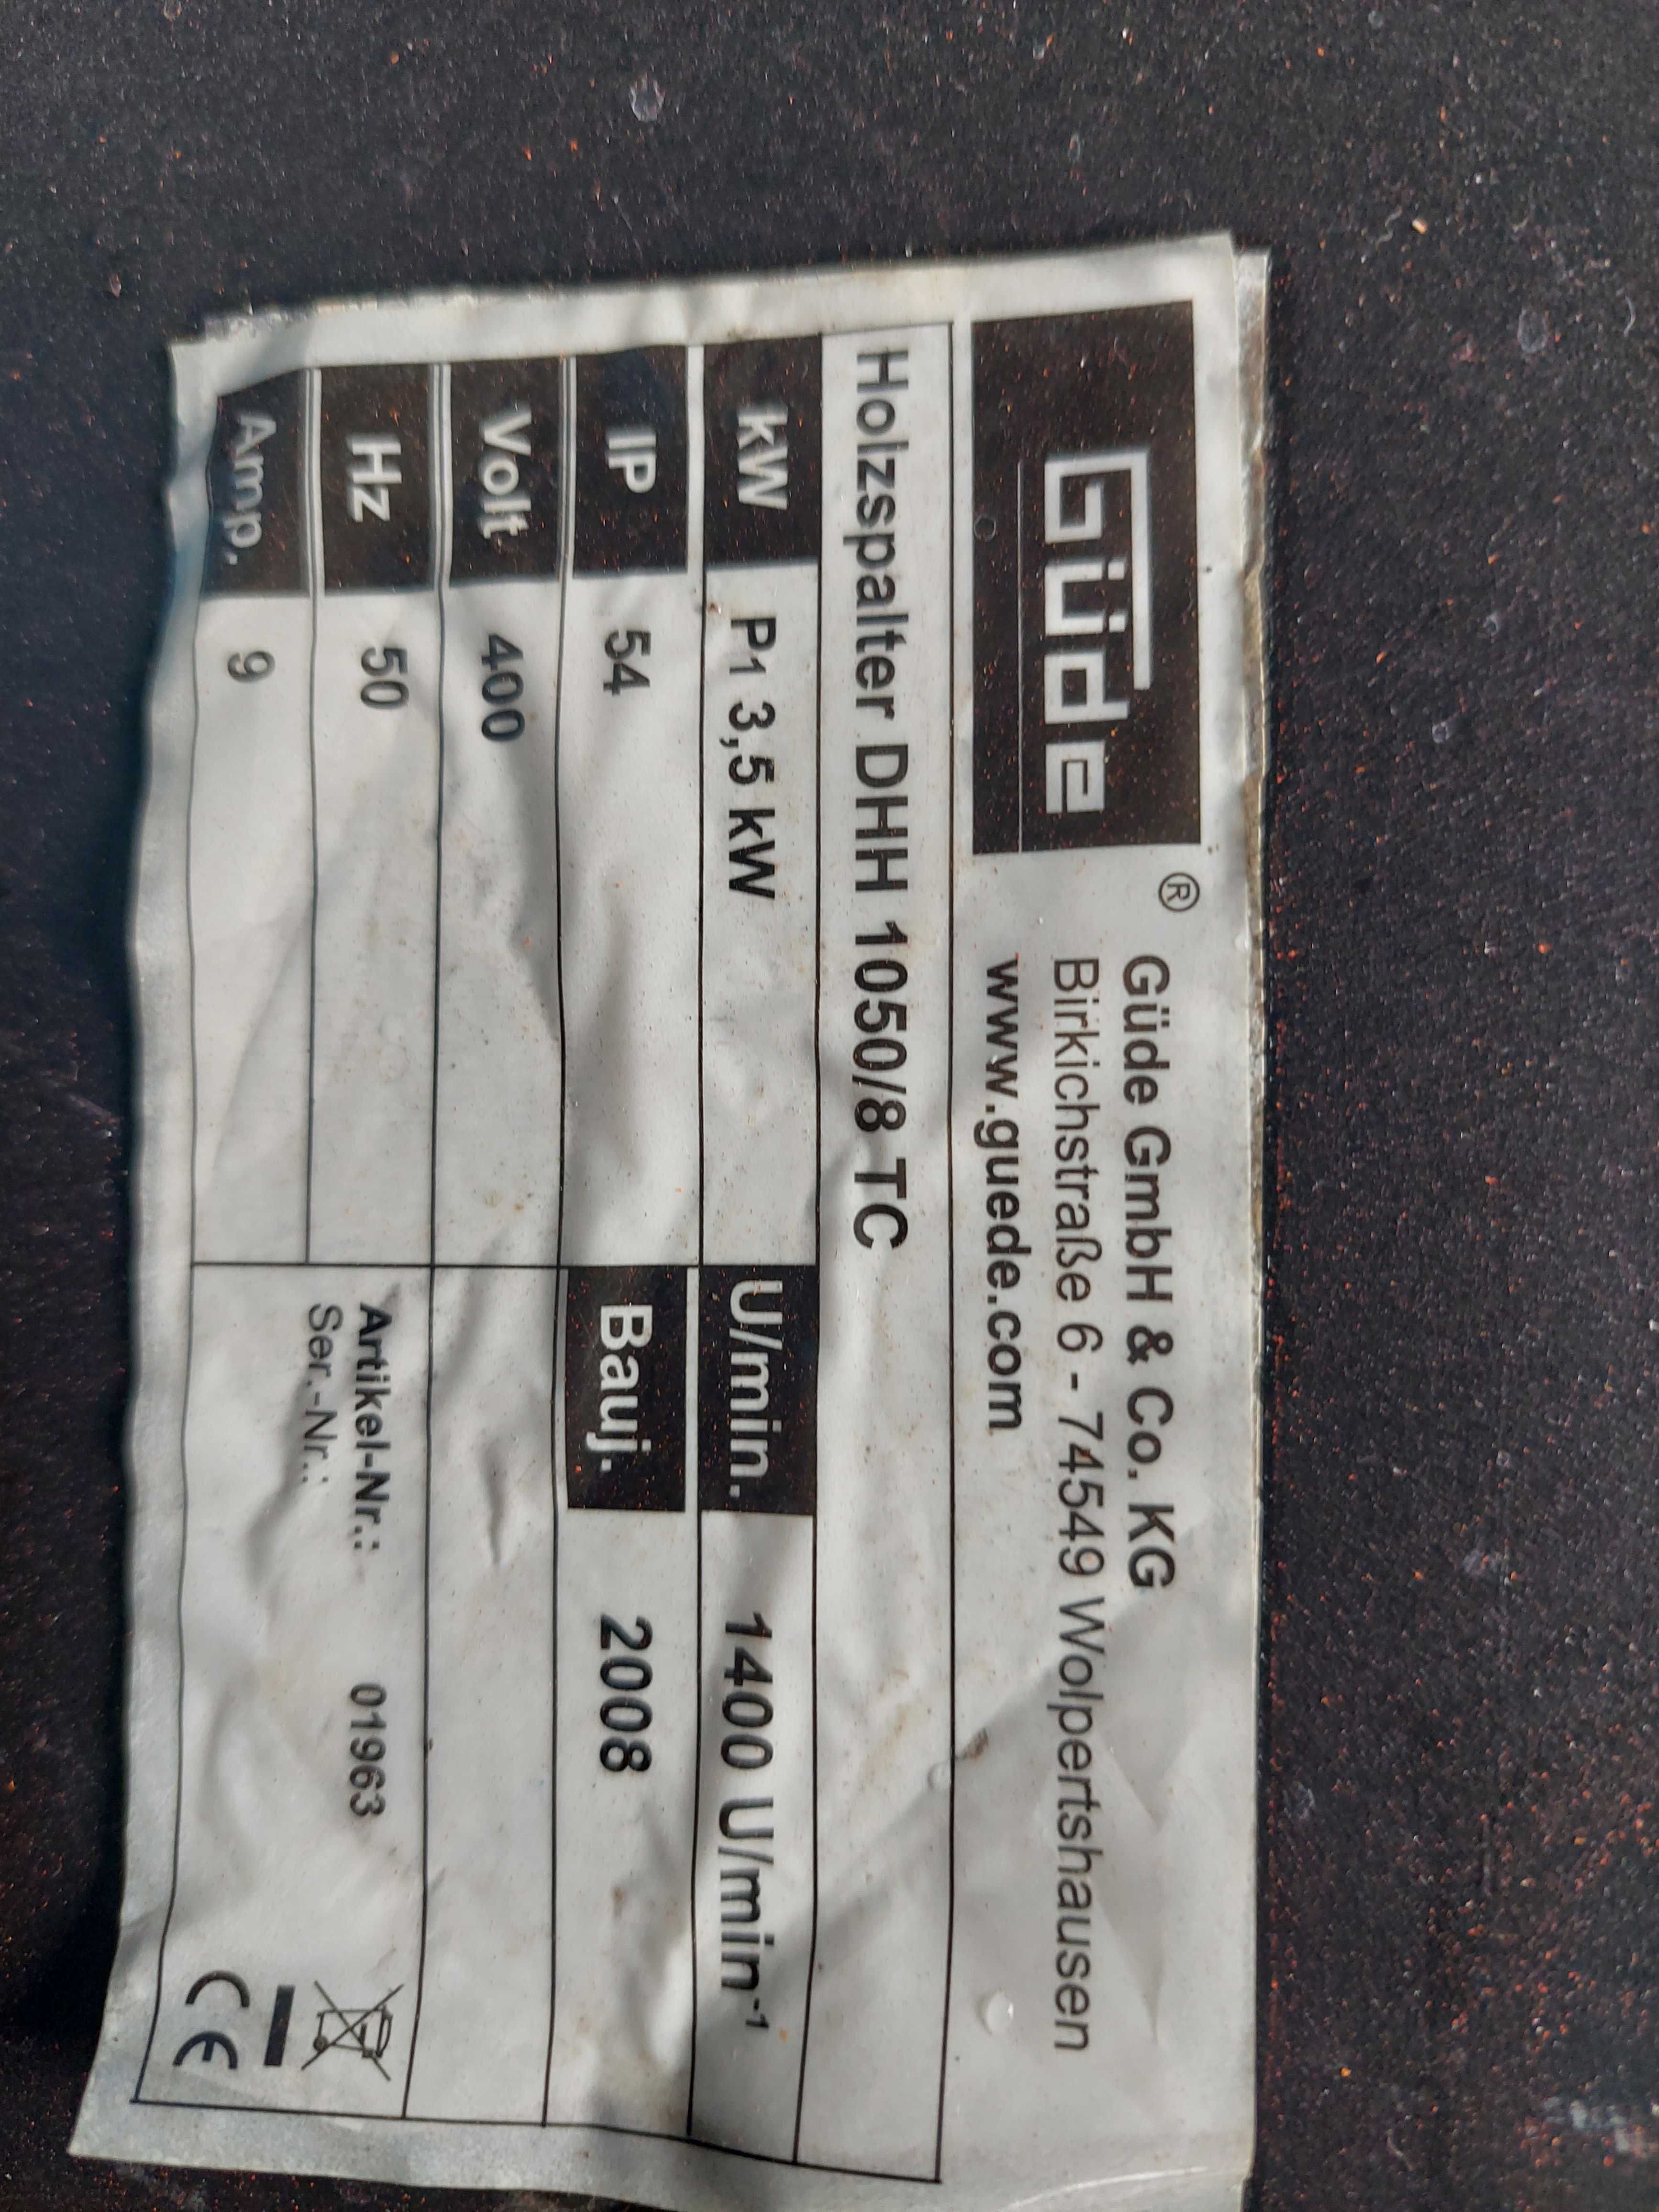 Güde ® Güde GmbH & Co. KG
Birkichstraße 6 - 74549 Wolpertshausen
www.guede.com
Holzspalter DHH 1050/8 TC
kW P1 3,5 kW U/min. 1400 U/min-1
IP 54 Bauj. 2008
Volt 400
Hz 50 Artikel-Nr.: 01963
Amp. 9 Ser.-Nr.:
CE